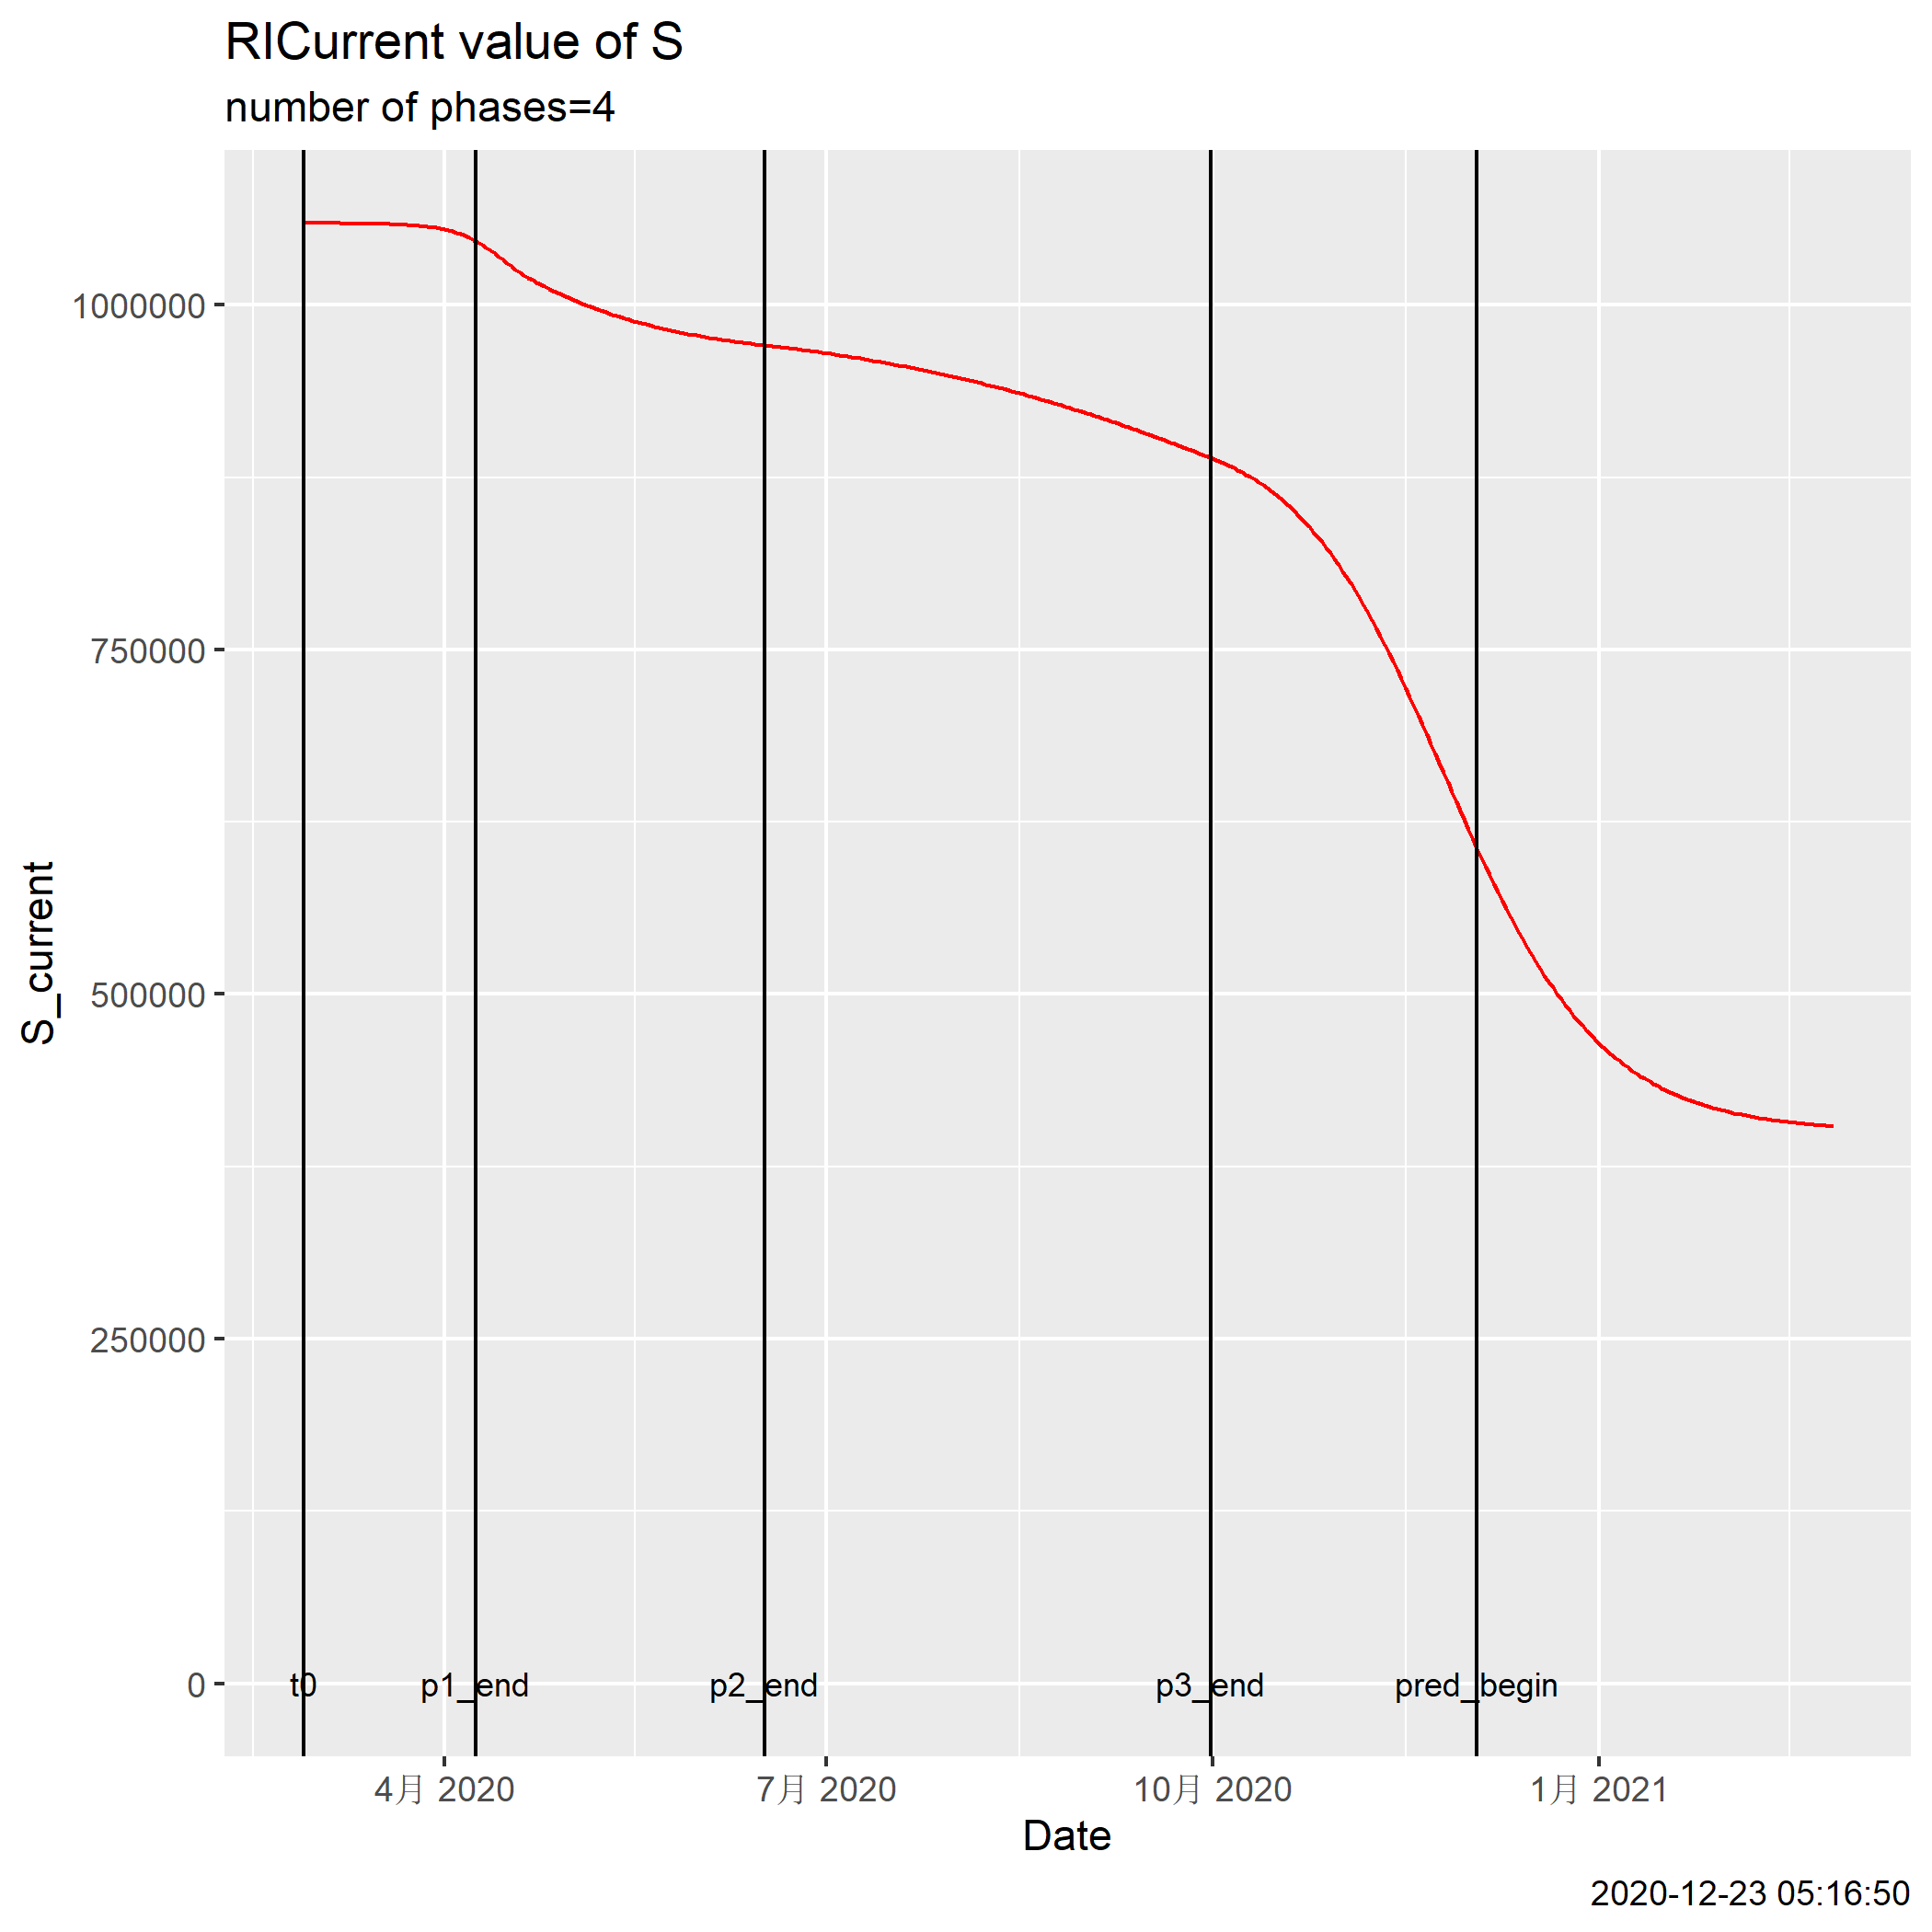 RICurrent value of S
number of phases=4
S_current
1000000
750000
500000
250000
0
t0
p1_end
p2_end
p3_end
pred_begin
4月 2020
7月 2020
10月 2020
1月 2021
Date
2020-12-23 05:16:50